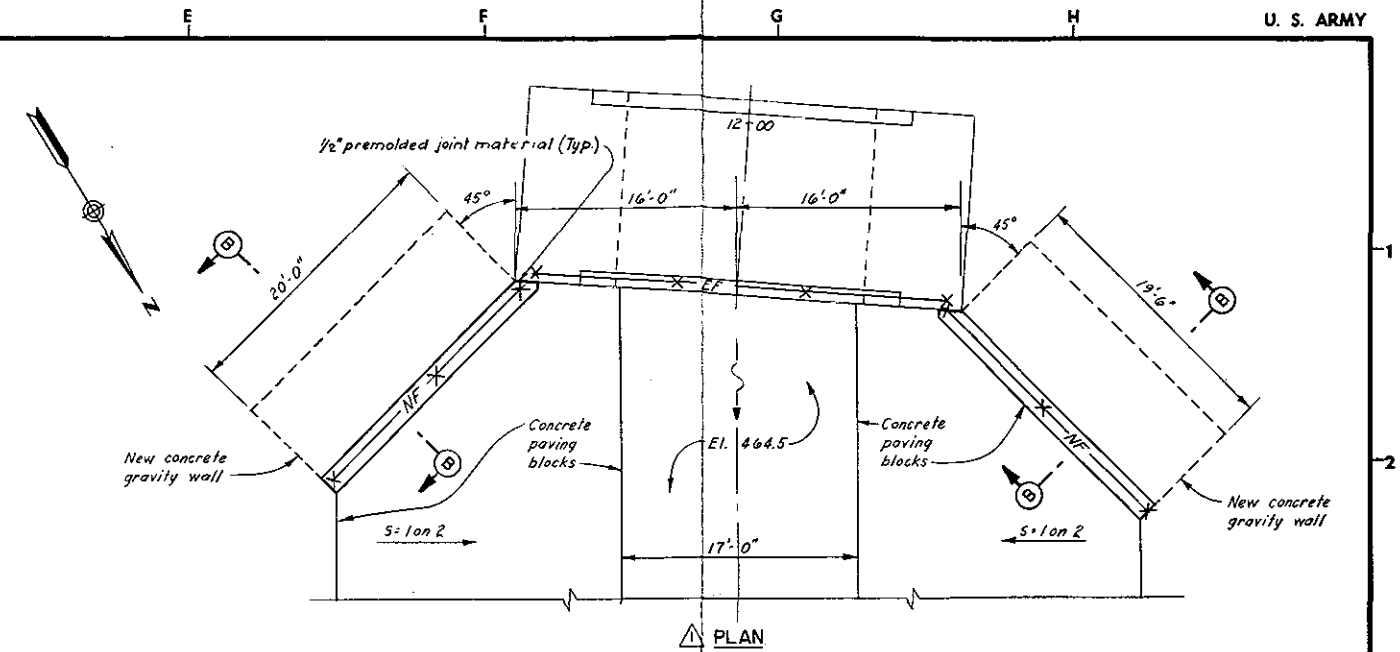 E F G H U. S. ARMY
12+00
1/2" premolded joint material (Typ.)
45°
16'-0"
16'-0"
45°
1
20'-0"
19'-6"
B
B
N
EF
NF
NF
Concrete
paving
blocks
El. 464.5
Concrete
paving
blocks
New concrete
gravity wall
B
B
2
New concrete
gravity wall
S=1 on 2
17'-0"
S=1 on 2
1 PLAN